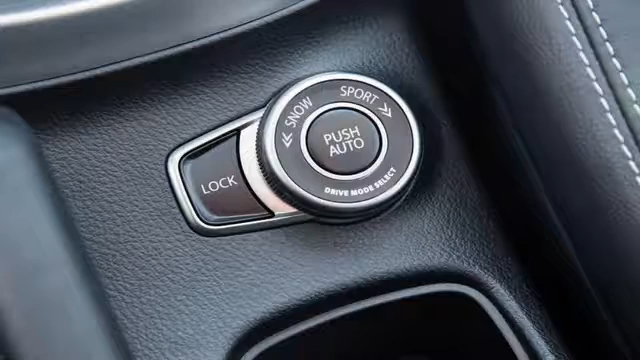 SNOW
SPORT
PUSH
AUTO
LOCK
DRIVE MODE SELECT